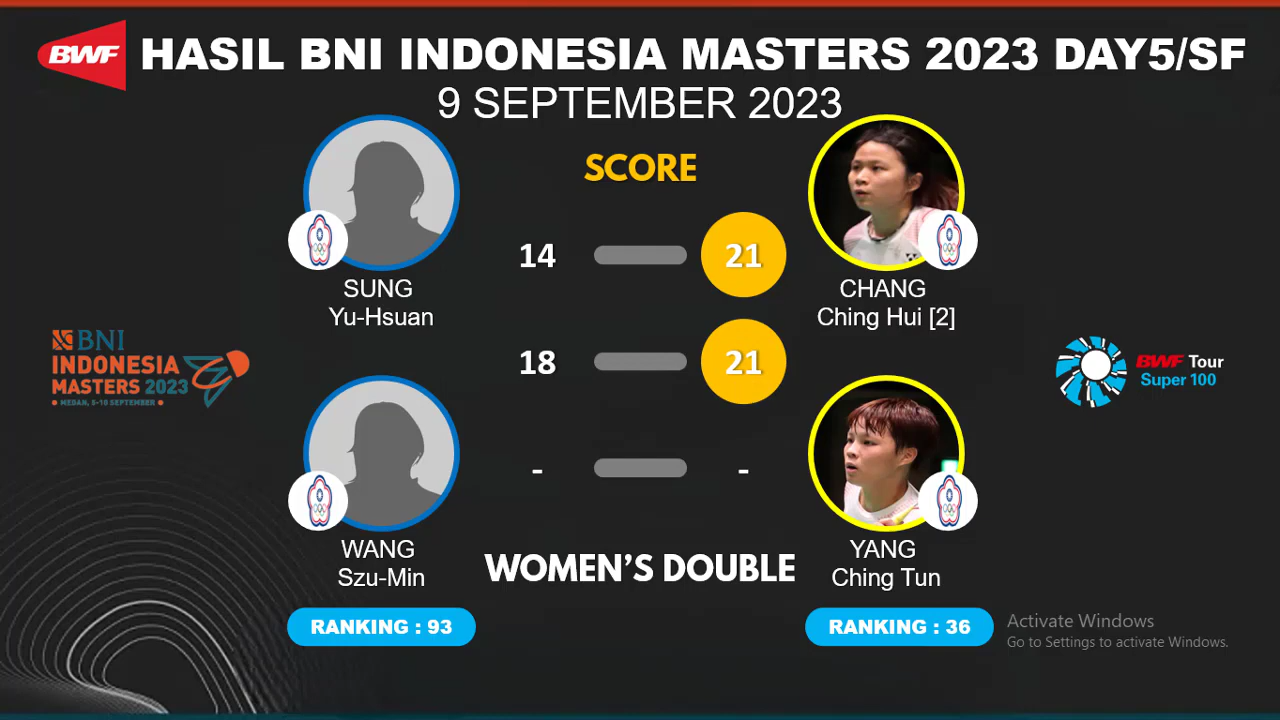 BWF
HASIL BNI INDONESIA MASTERS 2023 DAY5/SF
9 SEPTEMBER 2023
SCORE
14
21
SUNG
Yu-Hsuan
CHANG
Ching Hui [2]
18
21
BNI
INDONESIA
MASTERS 2023
MEDAN, 5-10 SEPTEMBER
BWF Tour
Super 100
-
-
WANG
Szu-Min
WOMEN’S DOUBLE
YANG
Ching Tun
RANKING : 93
RANKING : 36
Activate Windows
Go to Settings to activate Windows.